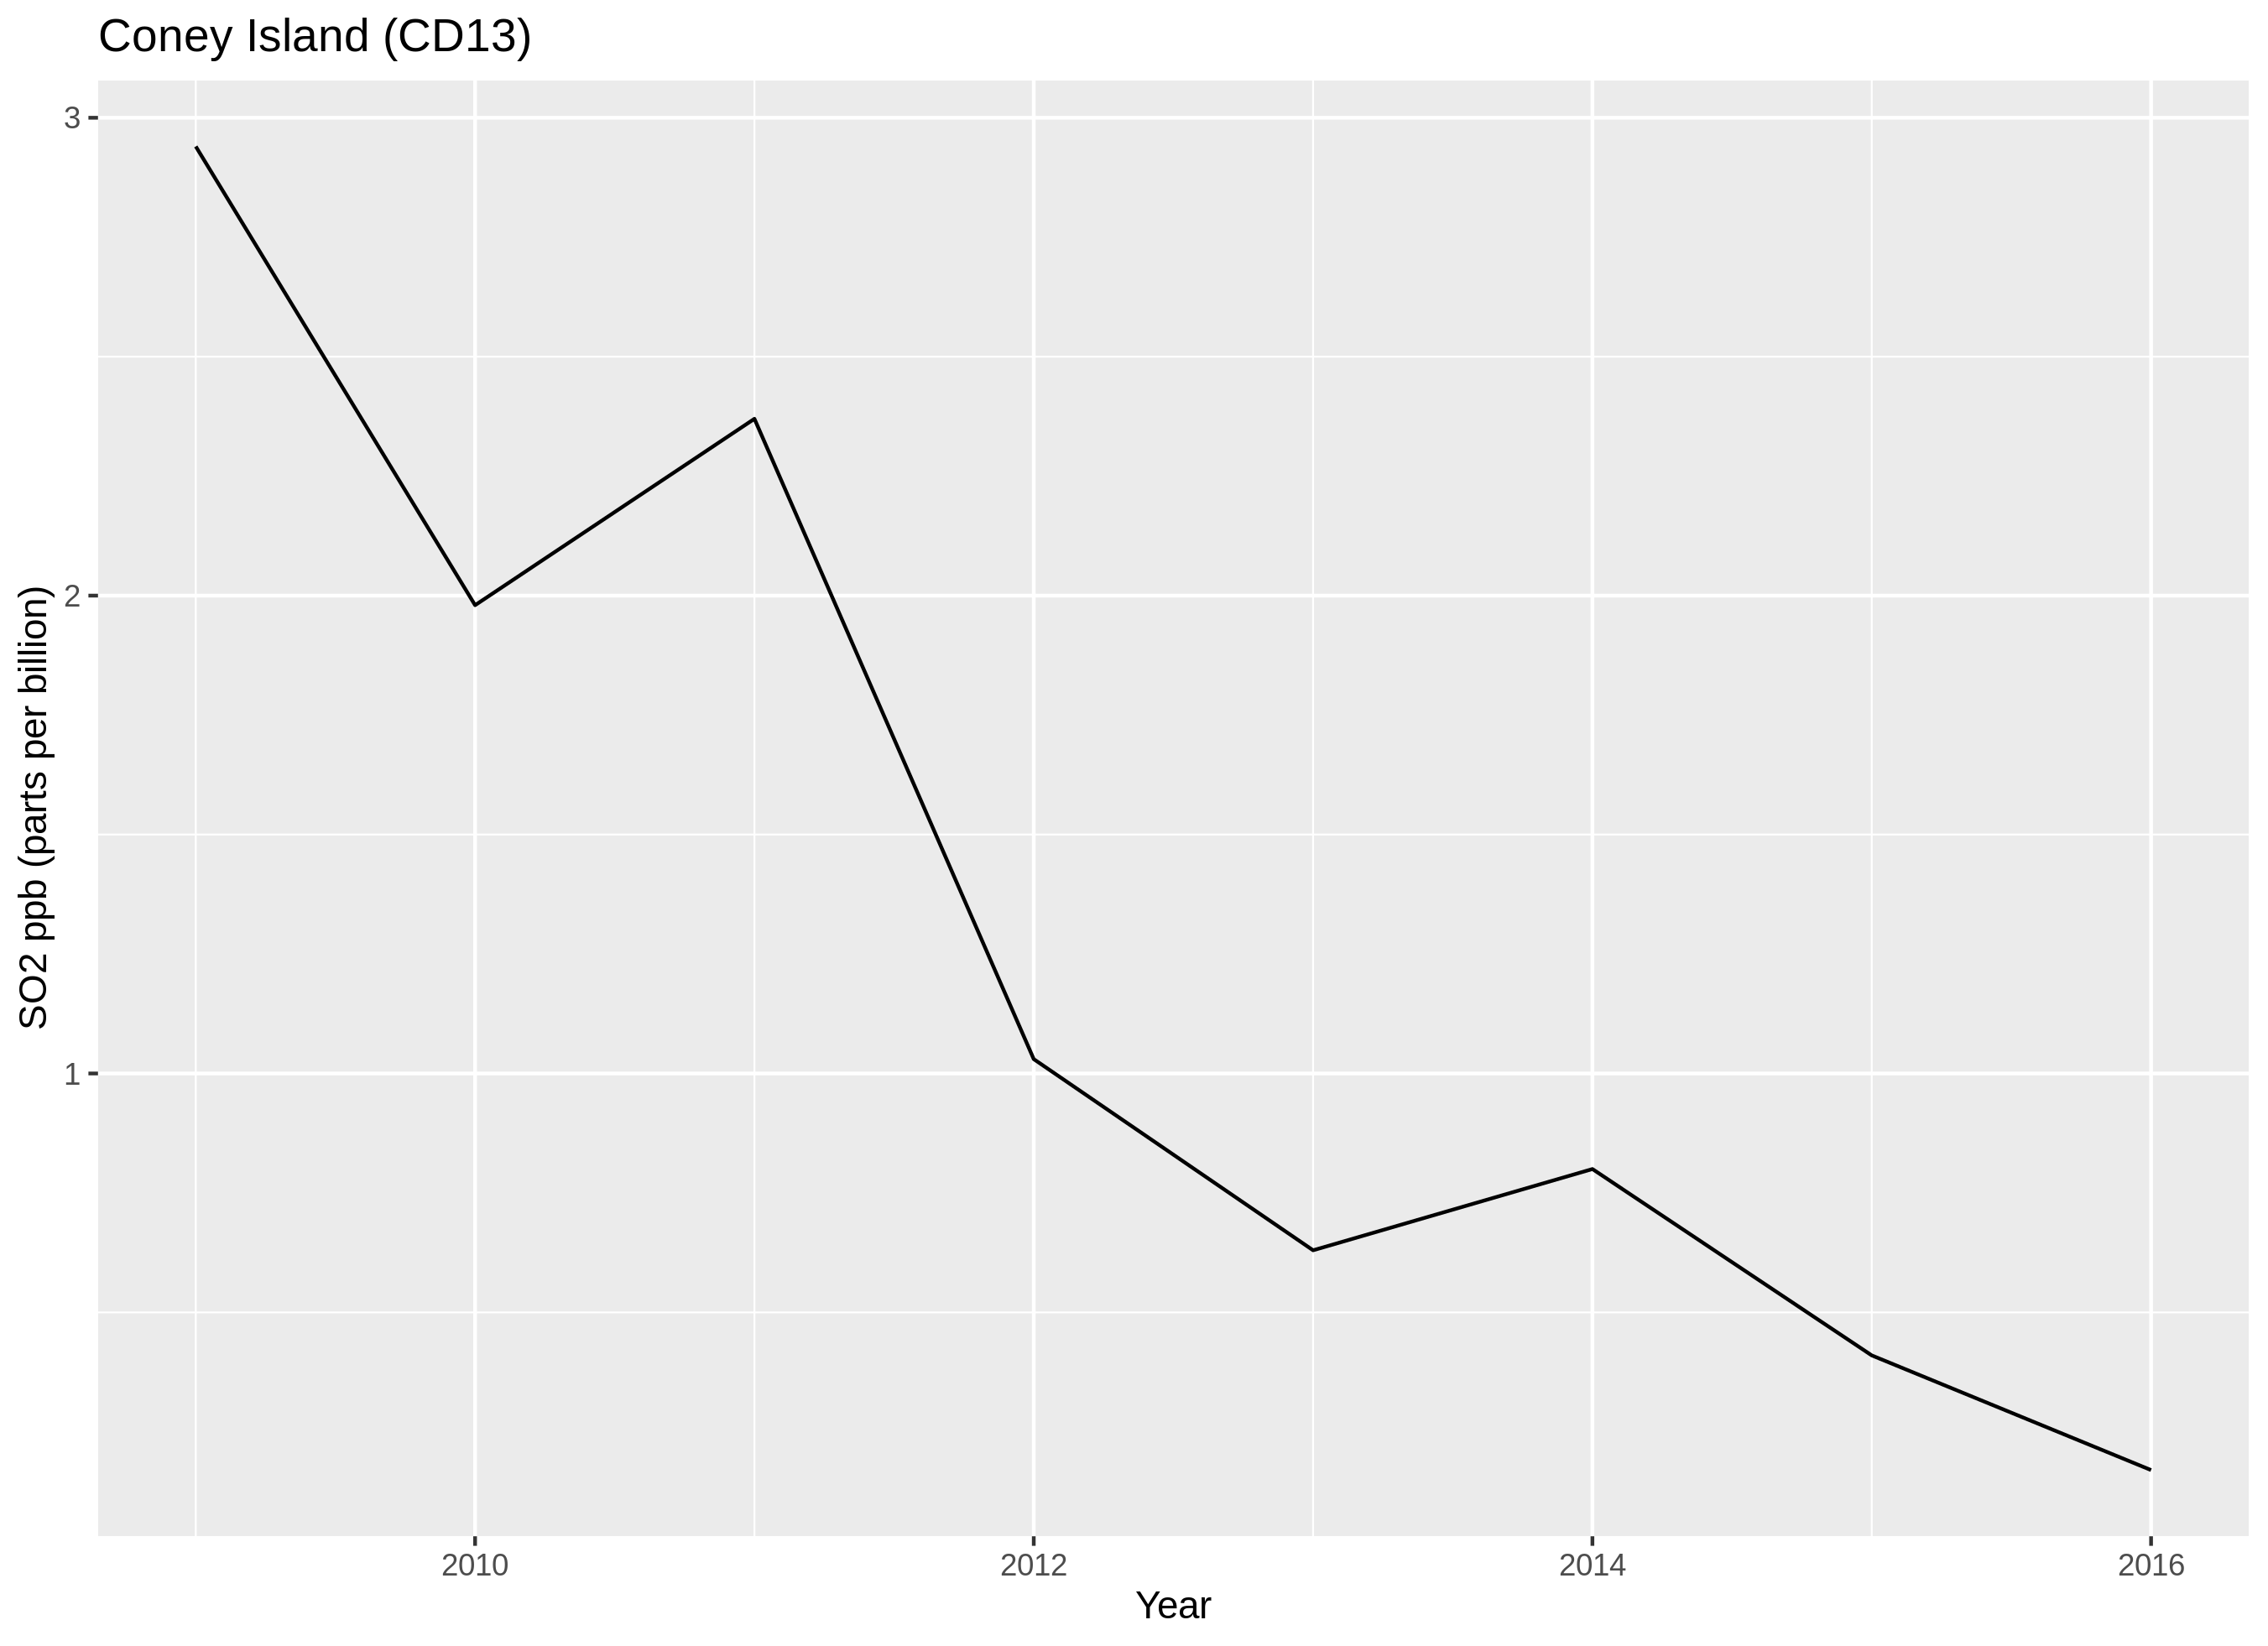 Coney Island (CD13)
SO2 ppb (parts per billion)
3
2
1
2010
2012
2014
2016
Year